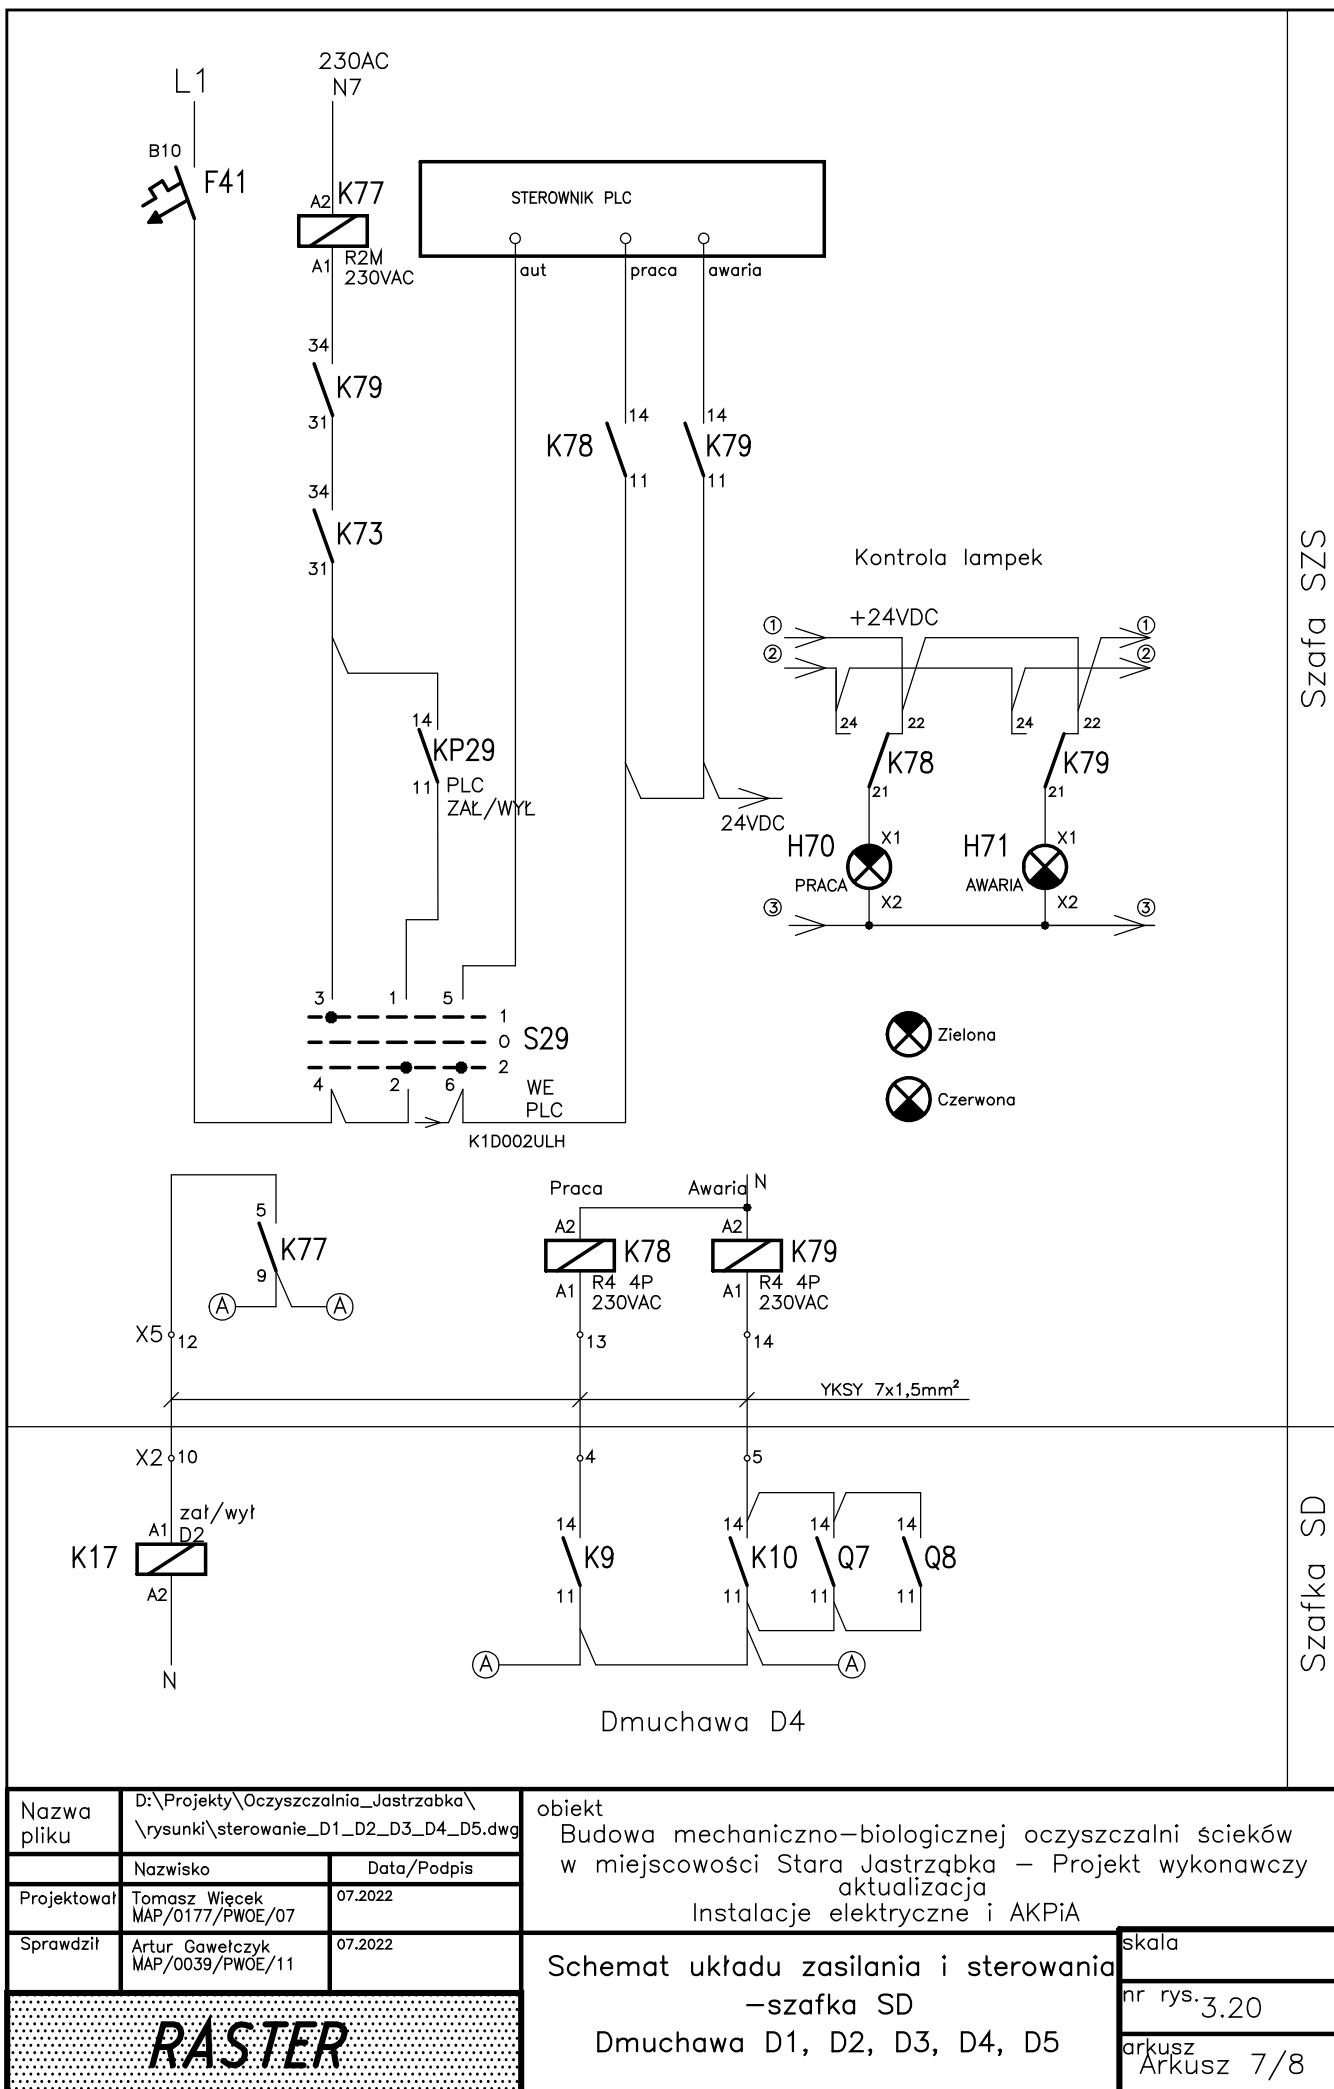 L1
230AC
N7
B10
F41
A2 K77
A1 R2M
230VAC
STEROWNIK PLC
aut
praca
awaria
34
K79
31
34
K73
31
14
K78
11
14
K79
11
Kontrola lampek
+24VDC
1
1
2
2
24
22
24
22
K78
K79
21
21
14
KP29
11 PLC
ZAŁ/WYŁ
24VDC
H70
X1
PRACA
X2
H71
X1
AWARIA
X2
3
3
3
1
5
1
0
S29
2
4
2
6
WE
PLC
K1D002ULH
Zielona
Czerwona
Szafa SZS
5
K77
9
A
A
Praca
Awaria
N
A2
K78
A1
R4 4P
230VAC
A2
K79
A1
R4 4P
230VAC
X5
12
13
14
YKSY 7x1,5mm²
X2
10
4
5
zał/wył
A1
D2
K17
A2
N
14
K9
11
14
K10
11
14
Q7
11
14
Q8
11
A
A
Dmuchawa D4
Szafka SD
Nazwa
pliku
D:\Projekty\Oczyszczalnia_Jastrzabka\
\rysunki\sterowanie_D1_D2_D3_D4_D5.dwg
Nazwisko
Data/Podpis
Projektował
Tomasz Więcek
MAP/0177/PWOE/07
07.2022
Sprawdził
Artur Gawełczyk
MAP/0039/PWOE/11
07.2022
RASTER
obiekt
Budowa mechaniczno-biologicznej oczyszczalni ścieków
w miejscowości Stara Jastrząbka – Projekt wykonawczy
aktualizacja
Instalacje elektryczne i AKPiA
Schemat układu zasilania i sterowania
-szafka SD
Dmuchawa D1, D2, D3, D4, D5
skala
nr rys.
3.20
arkusz
Arkusz 7/8